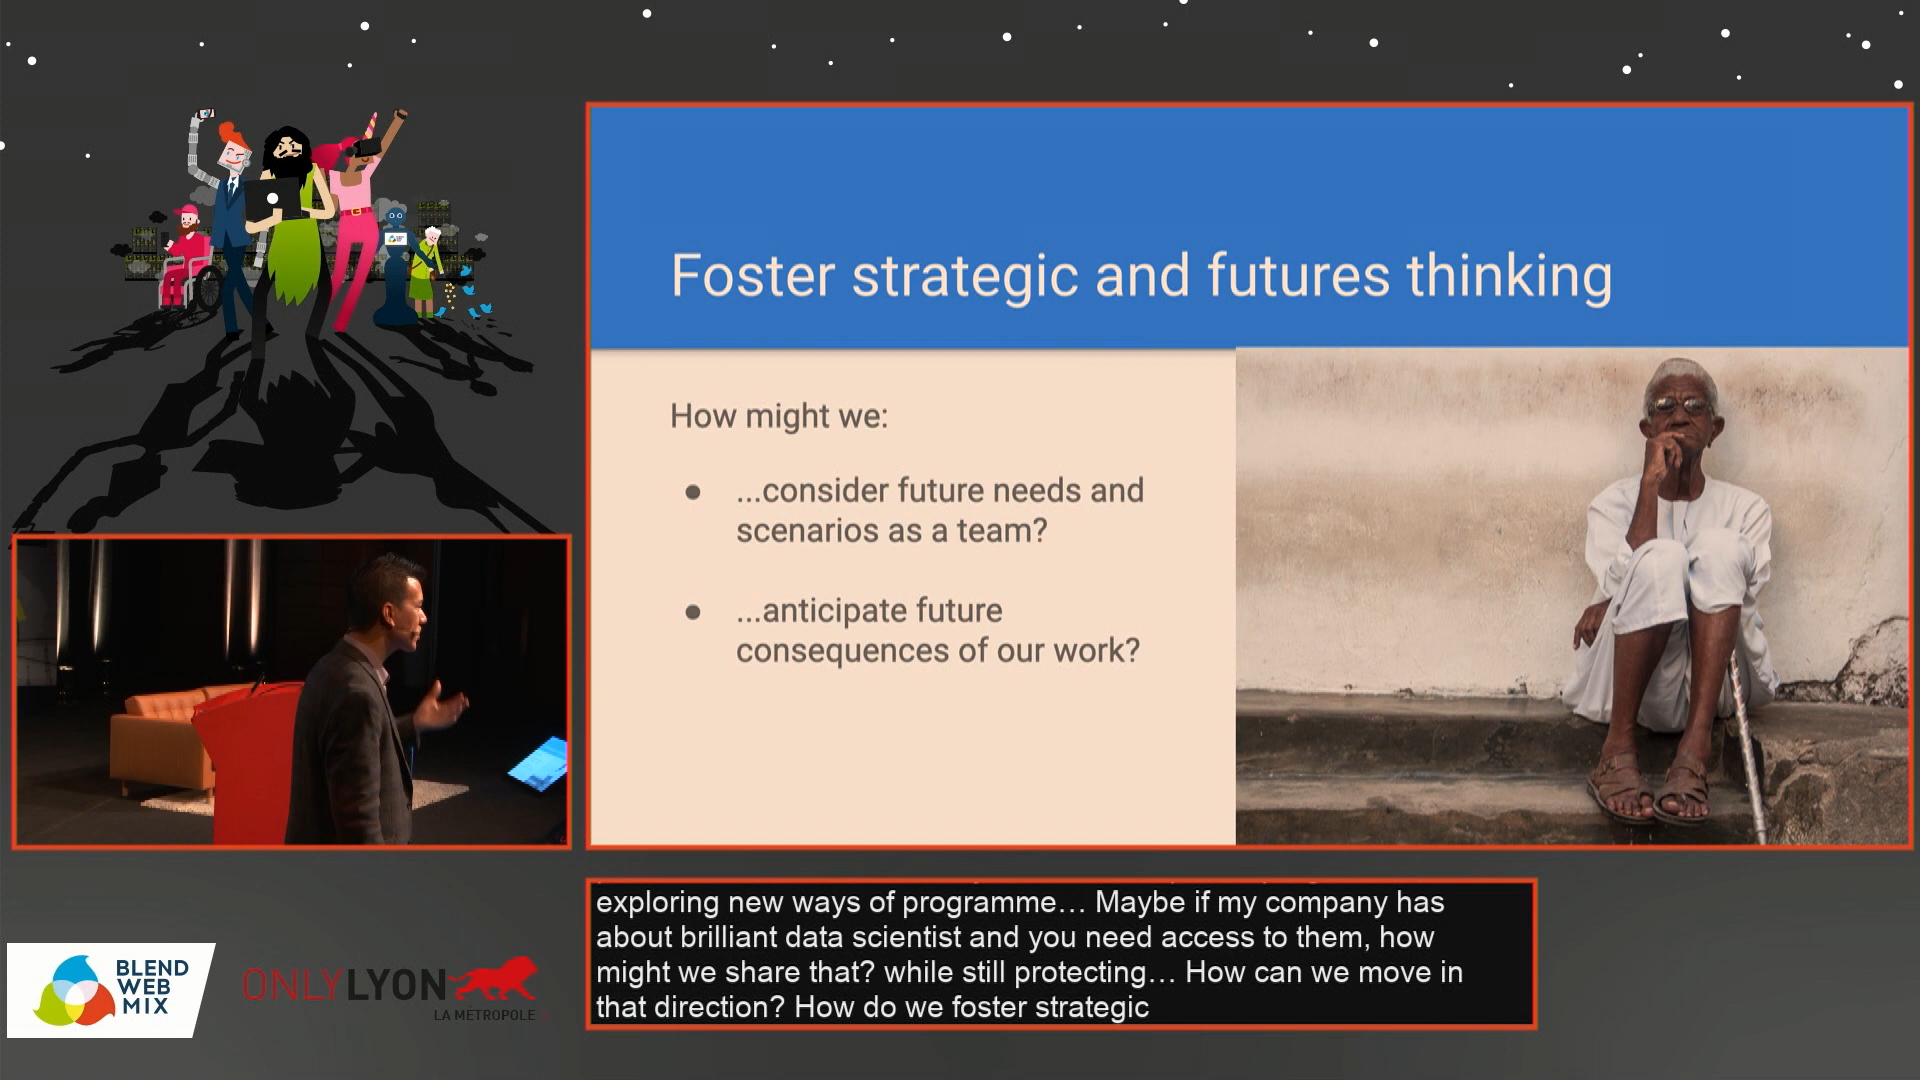 Foster strategic and futures thinking
How might we:
...consider future needs and
scenarios as a team?
...anticipate future
consequences of our work?
exploring new ways of programme… Maybe if my company has
about brilliant data scientist and you need access to them, how
might we share that? while still protecting… How can we move in
that direction? How do we foster strategic
BLEND
WEB
MIX
ONLYLYON
LA MÉTROPOLE